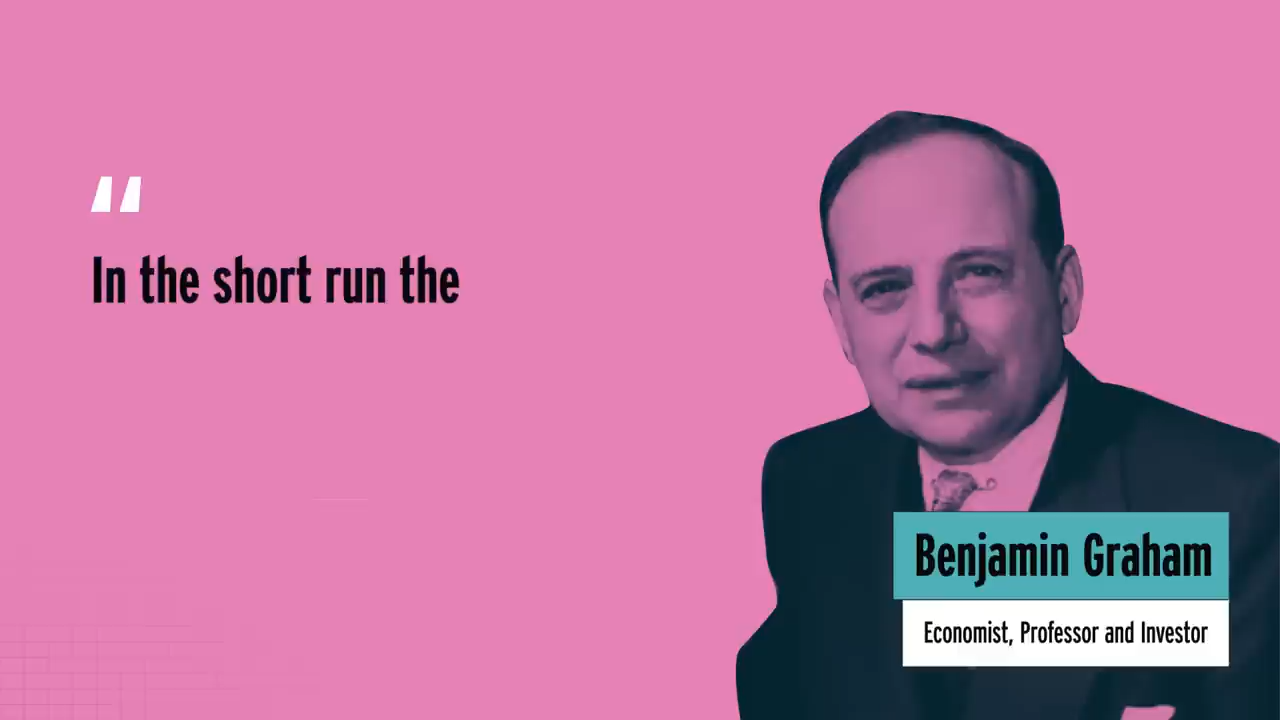 “
In the short run the
Benjamin Graham
Economist, Professor and Investor